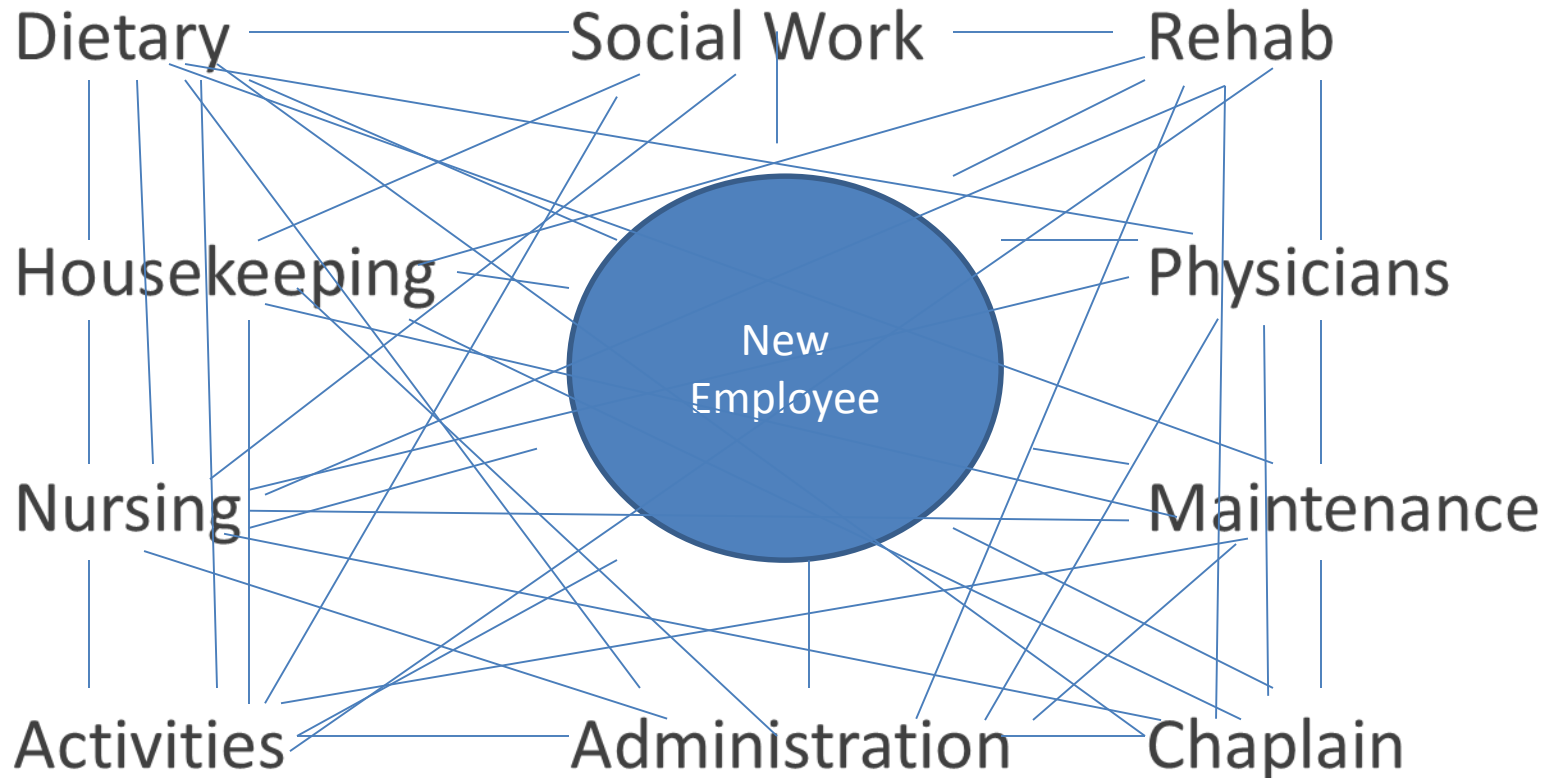 Dietary
Social Work
Rehab
Housekeeping
Physicians
New
Employee
Nursing
Maintenance
Activities
Administration
Chaplain